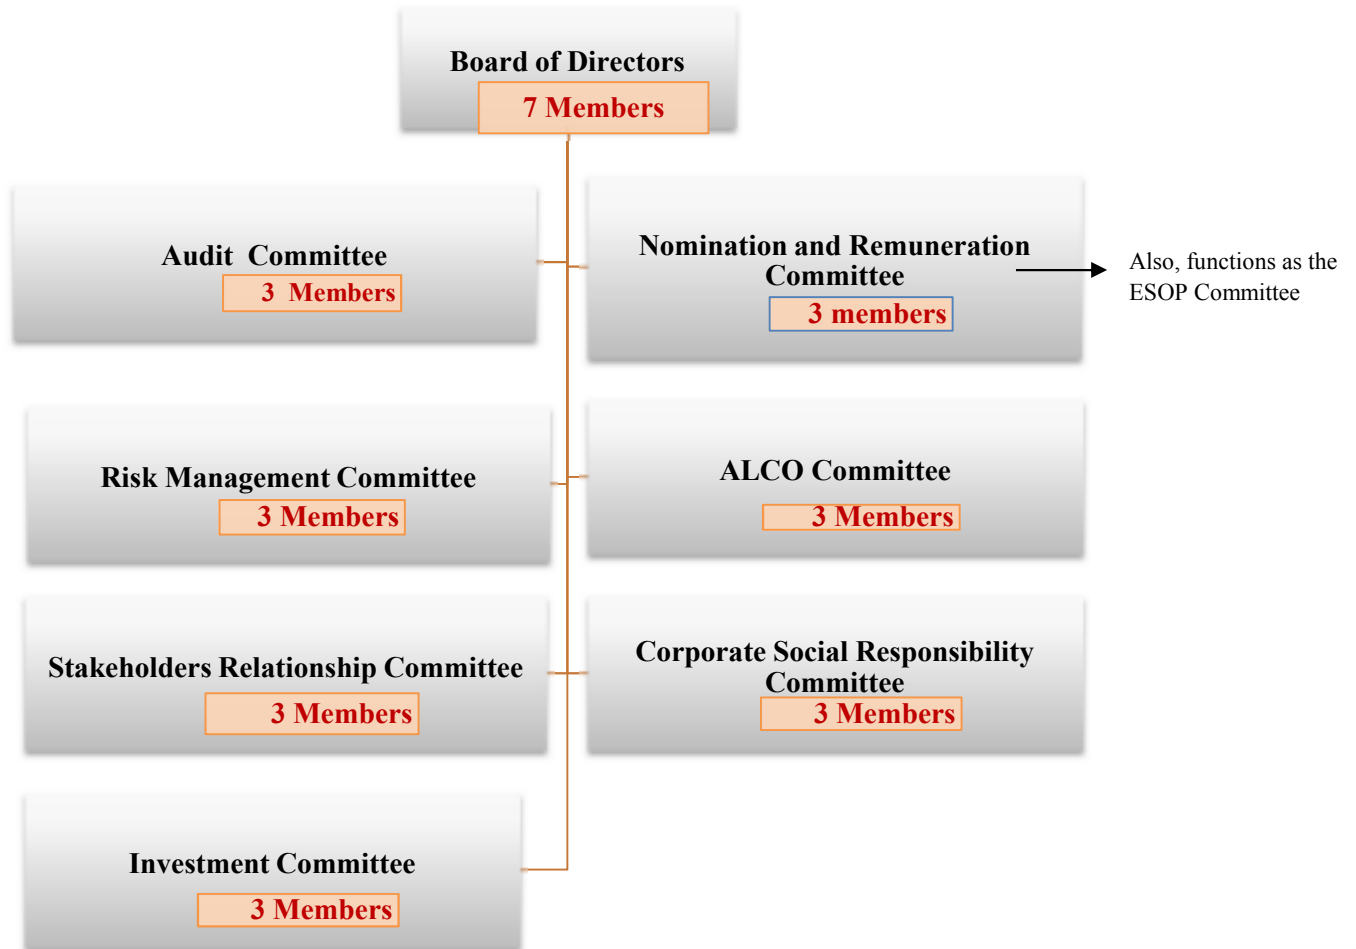 Board of Directors
7 Members
Audit Committee
3 Members
Nomination and Remuneration
Committee
3 members
Also, functions as the
ESOP Committee
Risk Management Committee
3 Members
ALCO Committee
3 Members
Stakeholders Relationship Committee
3 Members
Corporate Social Responsibility
Committee
3 Members
Investment Committee
3 Members